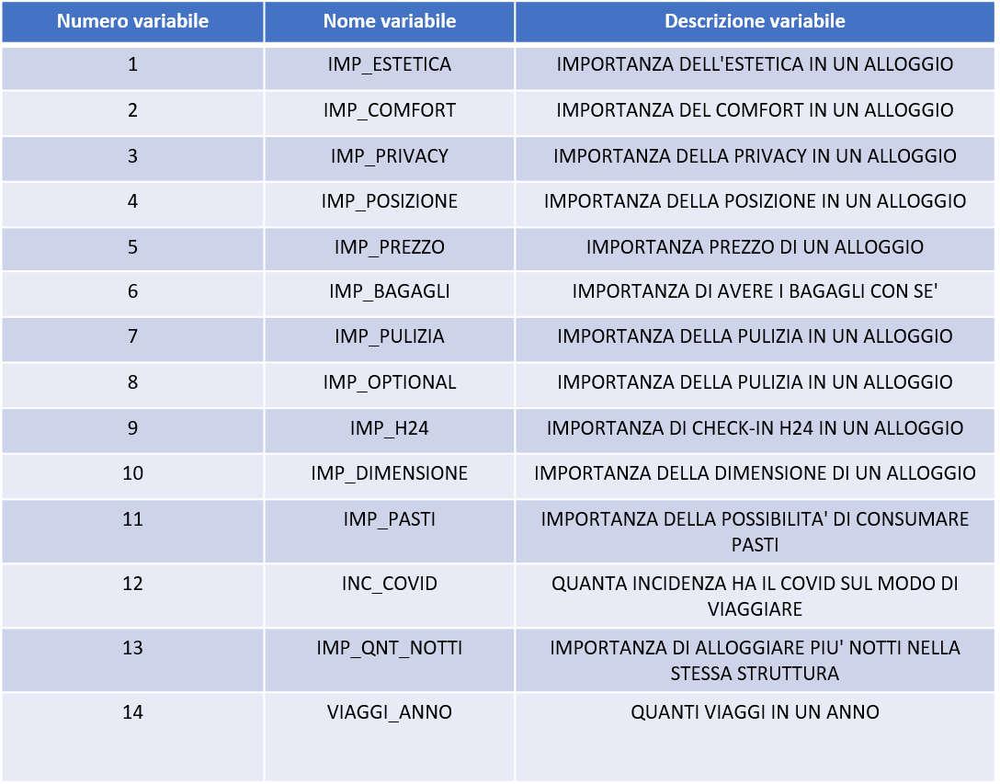 Numero variabile Nome variabile Descrizione variabile
1 IMP_ESTETICA IMPORTANZA DELL'ESTETICA IN UN ALLOGGIO
2 IMP_COMFORT IMPORTANZA DEL COMFORT IN UN ALLOGGIO
3 IMP_PRIVACY IMPORTANZA DELLA PRIVACY IN UN ALLOGGIO
4 IMP_POSIZIONE IMPORTANZA DELLA POSIZIONE IN UN ALLOGGIO
5 IMP_PREZZO IMPORTANZA PREZZO DI UN ALLOGGIO
6 IMP_BAGAGLI IMPORTANZA DI AVERE I BAGAGLI CON SE'
7 IMP_PULIZIA IMPORTANZA DELLA PULIZIA IN UN ALLOGGIO
8 IMP_OPTIONAL IMPORTANZA DELLA PULIZIA IN UN ALLOGGIO
9 IMP_H24 IMPORTANZA DI CHECK-IN H24 IN UN ALLOGGIO
10 IMP_DIMENSIONE IMPORTANZA DELLA DIMENSIONE DI UN ALLOGGIO
11 IMP_PASTI IMPORTANZA DELLA POSSIBILITA' DI CONSUMARE
PASTI
12 INC_COVID QUANTA INCIDENZA HA IL COVID SUL MODO DI
VIAGGIARE
13 IMP_QNT_NOTTI IMPORTANZA DI ALLOGGIARE PIU' NOTTI NELLA
STESSA STRUTTURA
14 VIAGGI_ANNO QUANTI VIAGGI IN UN ANNO